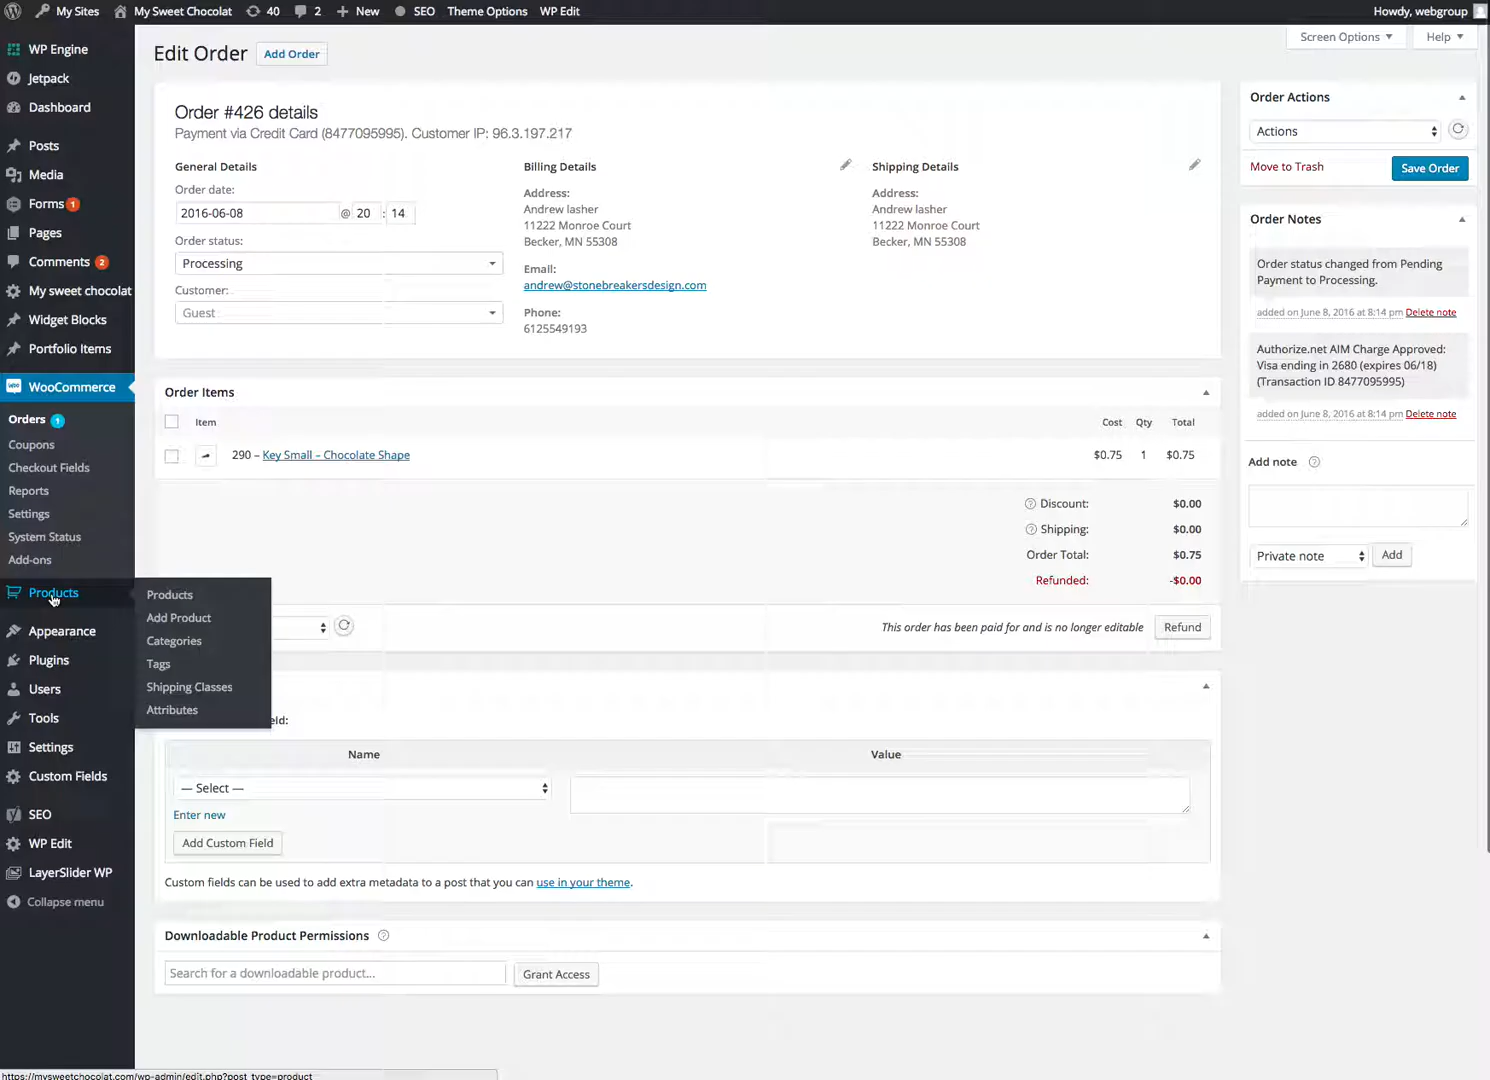 My Sites My Sweet Chocolat 40 2 New SEO Theme Options WP Edit Howdy, webgroup
Screen Options Help
WP Engine
Jetpack
Dashboard
Posts
Media
Forms 1
Pages
Comments 2
My sweet chocolat
Widget Blocks
Portfolio Items
WooCommerce
Orders 1
Coupons
Checkout Fields
Reports
Settings
System Status
Add-ons
Products
Appearance
Plugins
Users
Tools
Settings
Custom Fields
SEO
WP Edit
LayerSlider WP
Collapse menu
Products
Add Product
Categories
Tags
Shipping Classes
Attributes
Edit Order Add Order
Order #426 details
Payment via Credit Card (8477095995). Customer IP: 96.3.197.217
General Details
Order date:
2016-06-08 @ 20 : 14
Order status:
Processing
Customer:
Guest
Billing Details
Address:
Andrew lasher
11222 Monroe Court
Becker, MN 55308
Email:
andrew@stonebreakersdesign.com
Phone:
6125549193
Shipping Details
Address:
Andrew lasher
11222 Monroe Court
Becker, MN 55308
Order Items
Item Cost Qty Total
290 – Key Small – Chocolate Shape $0.75 1 $0.75
Discount: $0.00
Shipping: $0.00
Order Total: $0.75
Refunded: -$0.00
This order has been paid for and is no longer editable Refund
eld:
Name Value
— Select —
Enter new
Add Custom Field
Custom fields can be used to add extra metadata to a post that you can use in your theme.
Downloadable Product Permissions
Search for a downloadable product... Grant Access
Order Actions
Actions
Move to Trash Save Order
Order Notes
Order status changed from Pending
Payment to Processing.
added on June 8, 2016 at 8:14 pm Delete note
Authorize.net AIM Charge Approved:
Visa ending in 2680 (expires 06/18)
(Transaction ID 8477095995)
added on June 8, 2016 at 8:14 pm Delete note
Add note
Private note Add
https://mysweetchocolat.com/wp-admin/edit.php?post_type=product